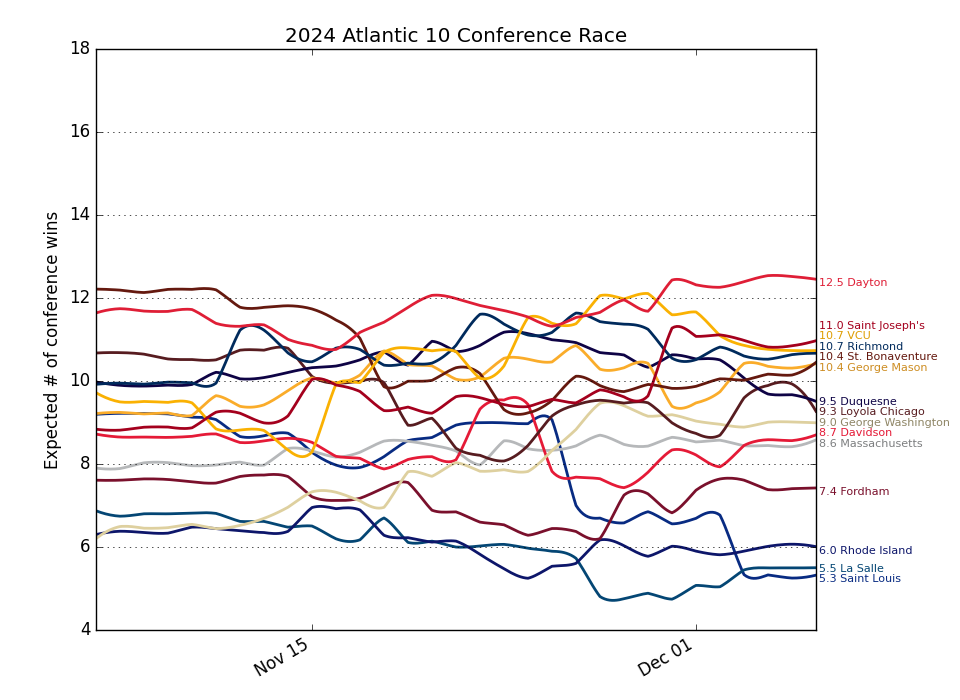 2024 Atlantic 10 Conference Race
Expected # of conference wins
18
16
14
12
10
8
6
4
Nov 15
Dec 01
12.5 Dayton
11.0 Saint Joseph's
10.7 VCU
10.7 Richmond
10.4 St. Bonaventure
10.4 George Mason
9.5 Duquesne
9.3 Loyola Chicago
9.0 George Washington
8.7 Davidson
8.6 Massachusetts
7.4 Fordham
6.0 Rhode Island
5.5 La Salle
5.3 Saint Louis